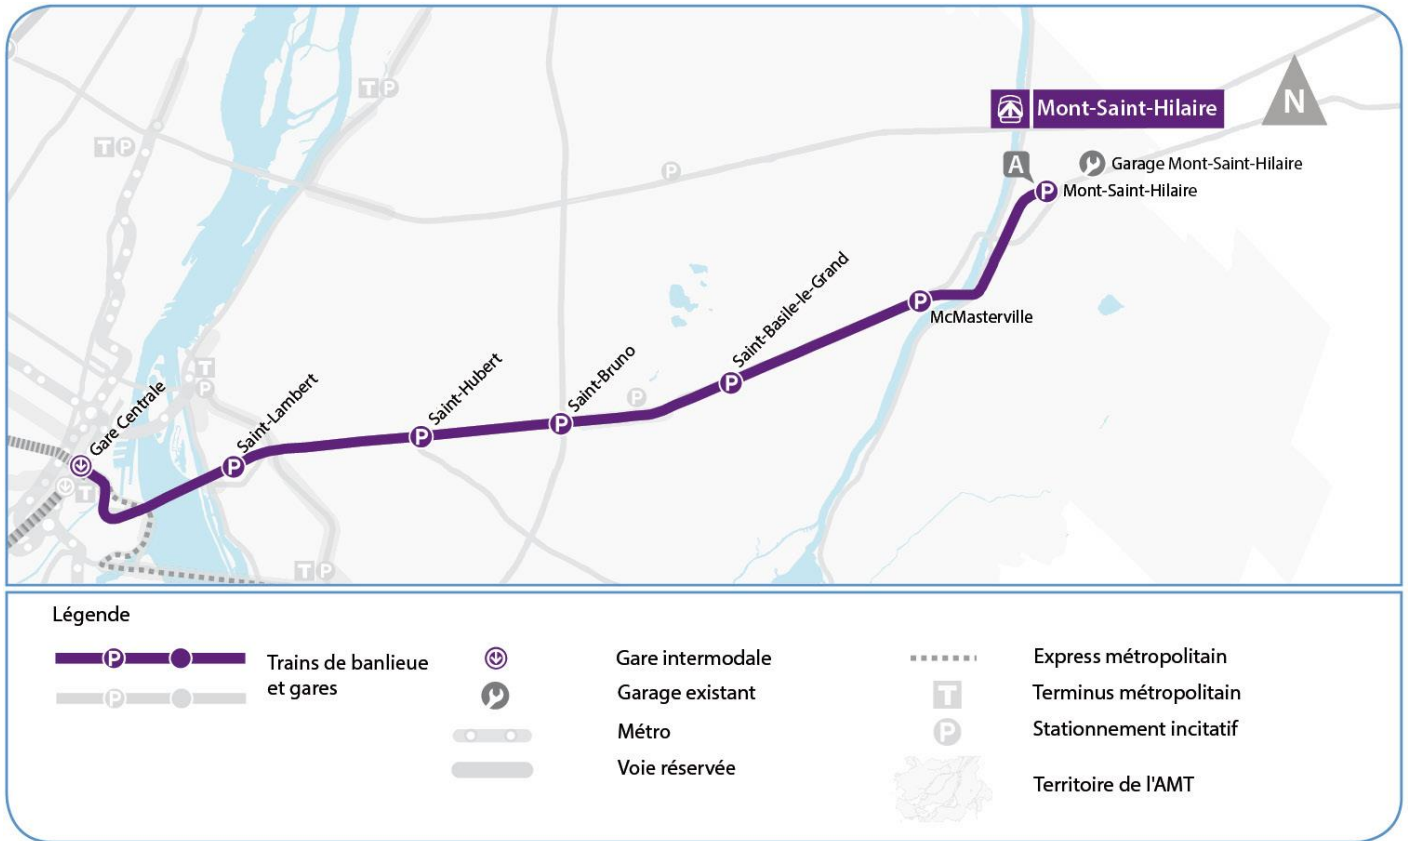 T P
T P
P
Mont-Saint-Hilaire
N
A
Garage Mont-Saint-Hilaire
P Mont-Saint-Hilaire
P
McMasterville
Saint-Basile-le-Grand
P
P
Saint-Bruno
P
Saint-Hubert
P
T
P
Saint-Lambert
P
Gare Centrale
T
T P
Légende
P
Trains de banlieue
et gares
P
Gare intermodale
Garage existant
Métro
Voie réservée
Express métropolitain
T Terminus métropolitain
P Stationnement incitatif
Territoire de l'AMT